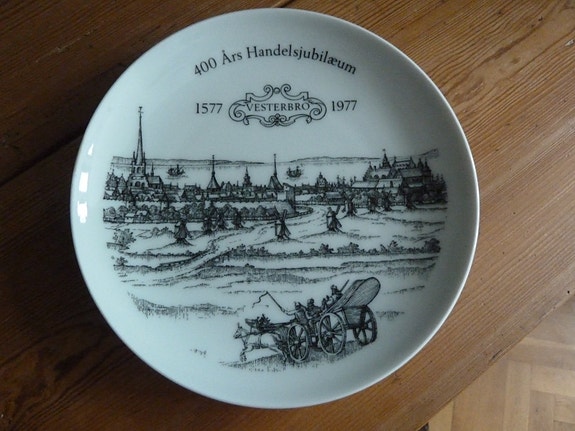 400 Års Handelsjubilæum
1577 VESTERBRO 1977